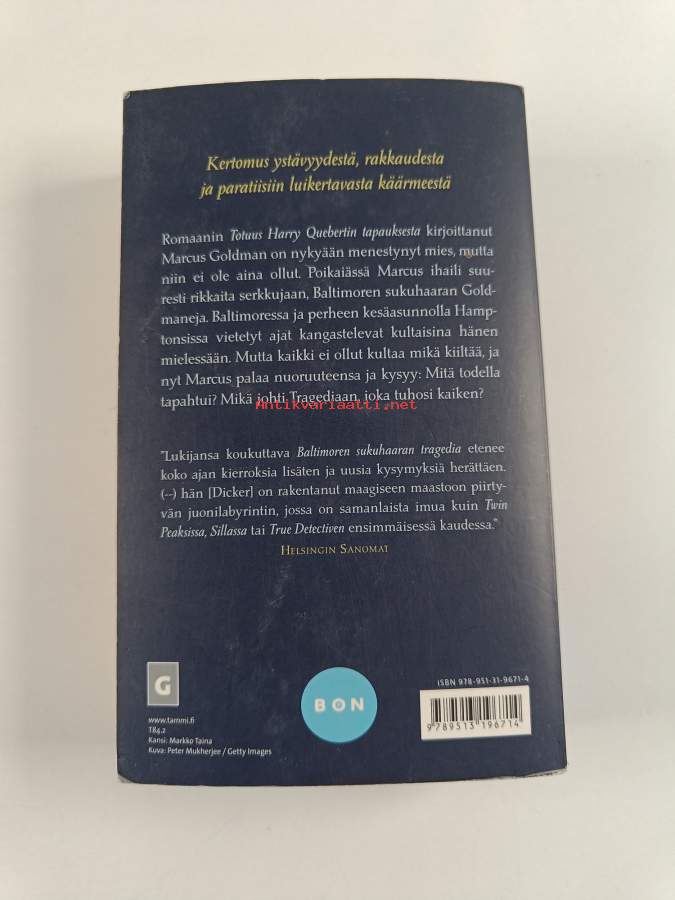 Kertomus ystävyydestä, rakkaudesta
ja paratiisiin luikertavasta käärmeestä
Romaanin Totuus Harry Quebertin tapauksesta kirjoittanut
Marcus Goldman on nykyään menestynyt mies, mutta
niin ei ole aina ollut. Poikaiässä Marcus ihaili suu-
resti rikkaita serkkujaan, Baltimoren sukuhaaran Gold-
maneja. Baltimoressa ja perheen kesäasunnolla Hamp-
tonsissa vietetyt ajat kangastelevat kultaisina hänen
mielessään. Mutta kaikki ei ollut kultaa mikä kiiltää, ja
nyt Marcus palaa nuoruuteensa ja kysyy: Mitä todella
tapahtui? Mikä johti Tragediaan, joka tuhosi kaiken?
Antikvariaatti.net
"Lukijansa koukuttava Baltimoren sukuhaaran tragedia etenee
koko ajan kierroksia lisäten ja uusia kysymyksiä herättäen.
(--) hän [Dicker] on rakentanut maagiseen maastoon piirty-
vän juonilabyrintin, jossa on samanlaista imua kuin Twin
Peaksissa, Sillassa tai True Detectiven ensimmäisessä kaudessa."
HELSINGIN SANOMAT
G
www.tammi.fi
T84.2
Kansi: Markko Taina
Kuva: Peter Mukherjee / Getty Images
BON
ISBN 978-951-31-9671-4
9 789513 196714